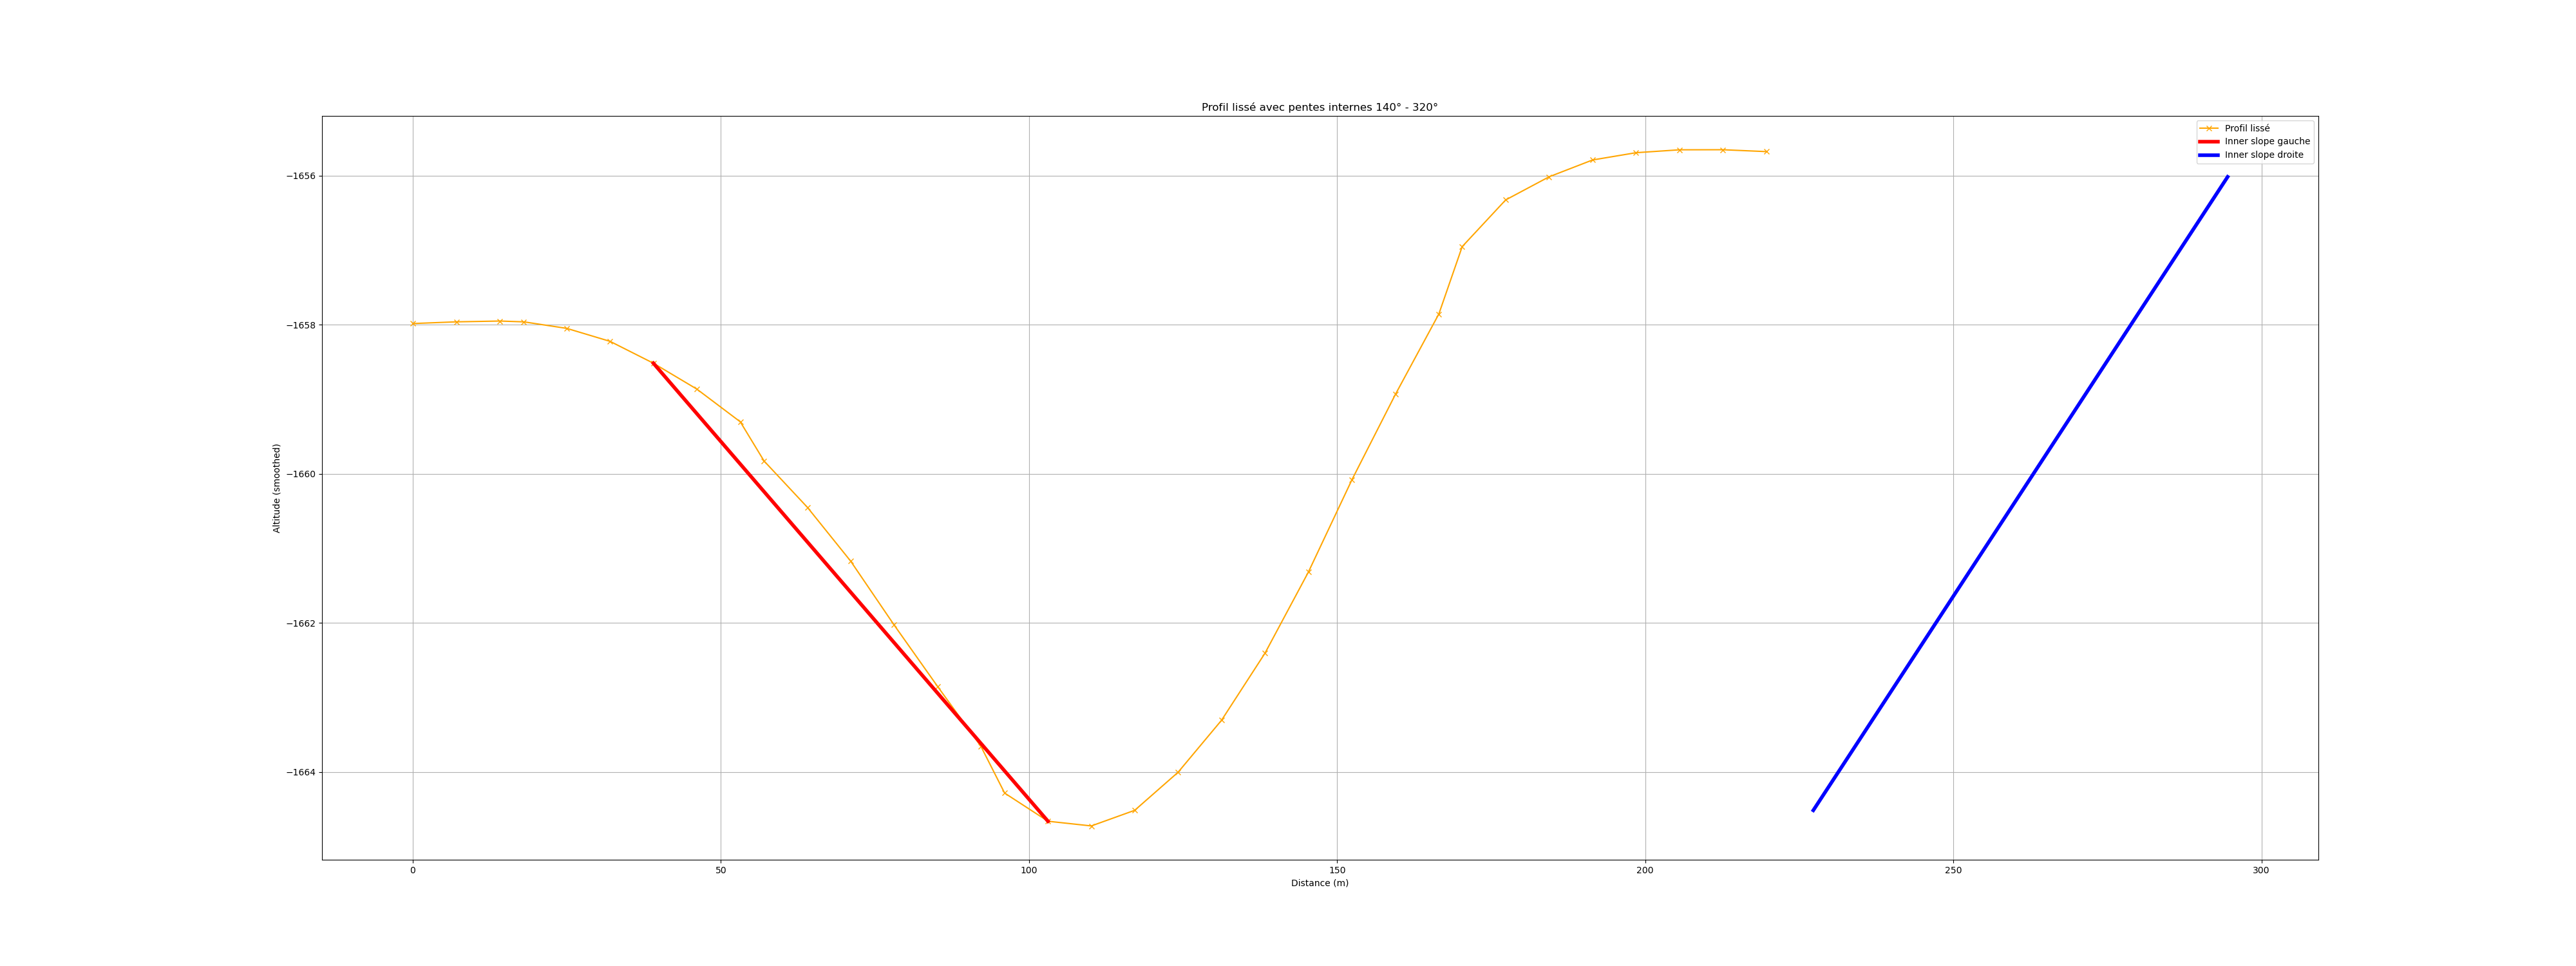 Profil lissé avec pentes internes 140° - 320°
Profil lissé
Inner slope gauche
Inner slope droite
Altitude (smoothed)
−1656
−1658
−1660
−1662
−1664
0
50
100
150
200
250
300
Distance (m)